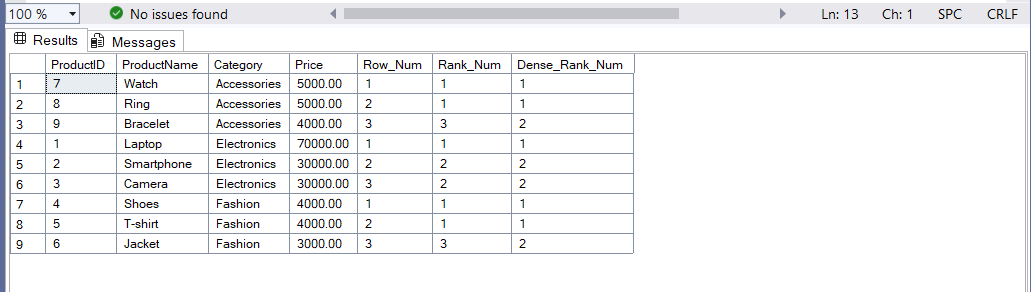 100 % No issues found Ln: 13 Ch: 1 SPC CRLF
Results Messages
ProductID ProductName Category Price Row_Num Rank_Num Dense_Rank_Num
1 7 Watch Accessories 5000.00 1 1 1
2 8 Ring Accessories 5000.00 2 1 1
3 9 Bracelet Accessories 4000.00 3 3 2
4 1 Laptop Electronics 70000.00 1 1 1
5 2 Smartphone Electronics 30000.00 2 2 2
6 3 Camera Electronics 30000.00 3 2 2
7 4 Shoes Fashion 4000.00 1 1 1
8 5 T-shirt Fashion 4000.00 2 1 1
9 6 Jacket Fashion 3000.00 3 3 2